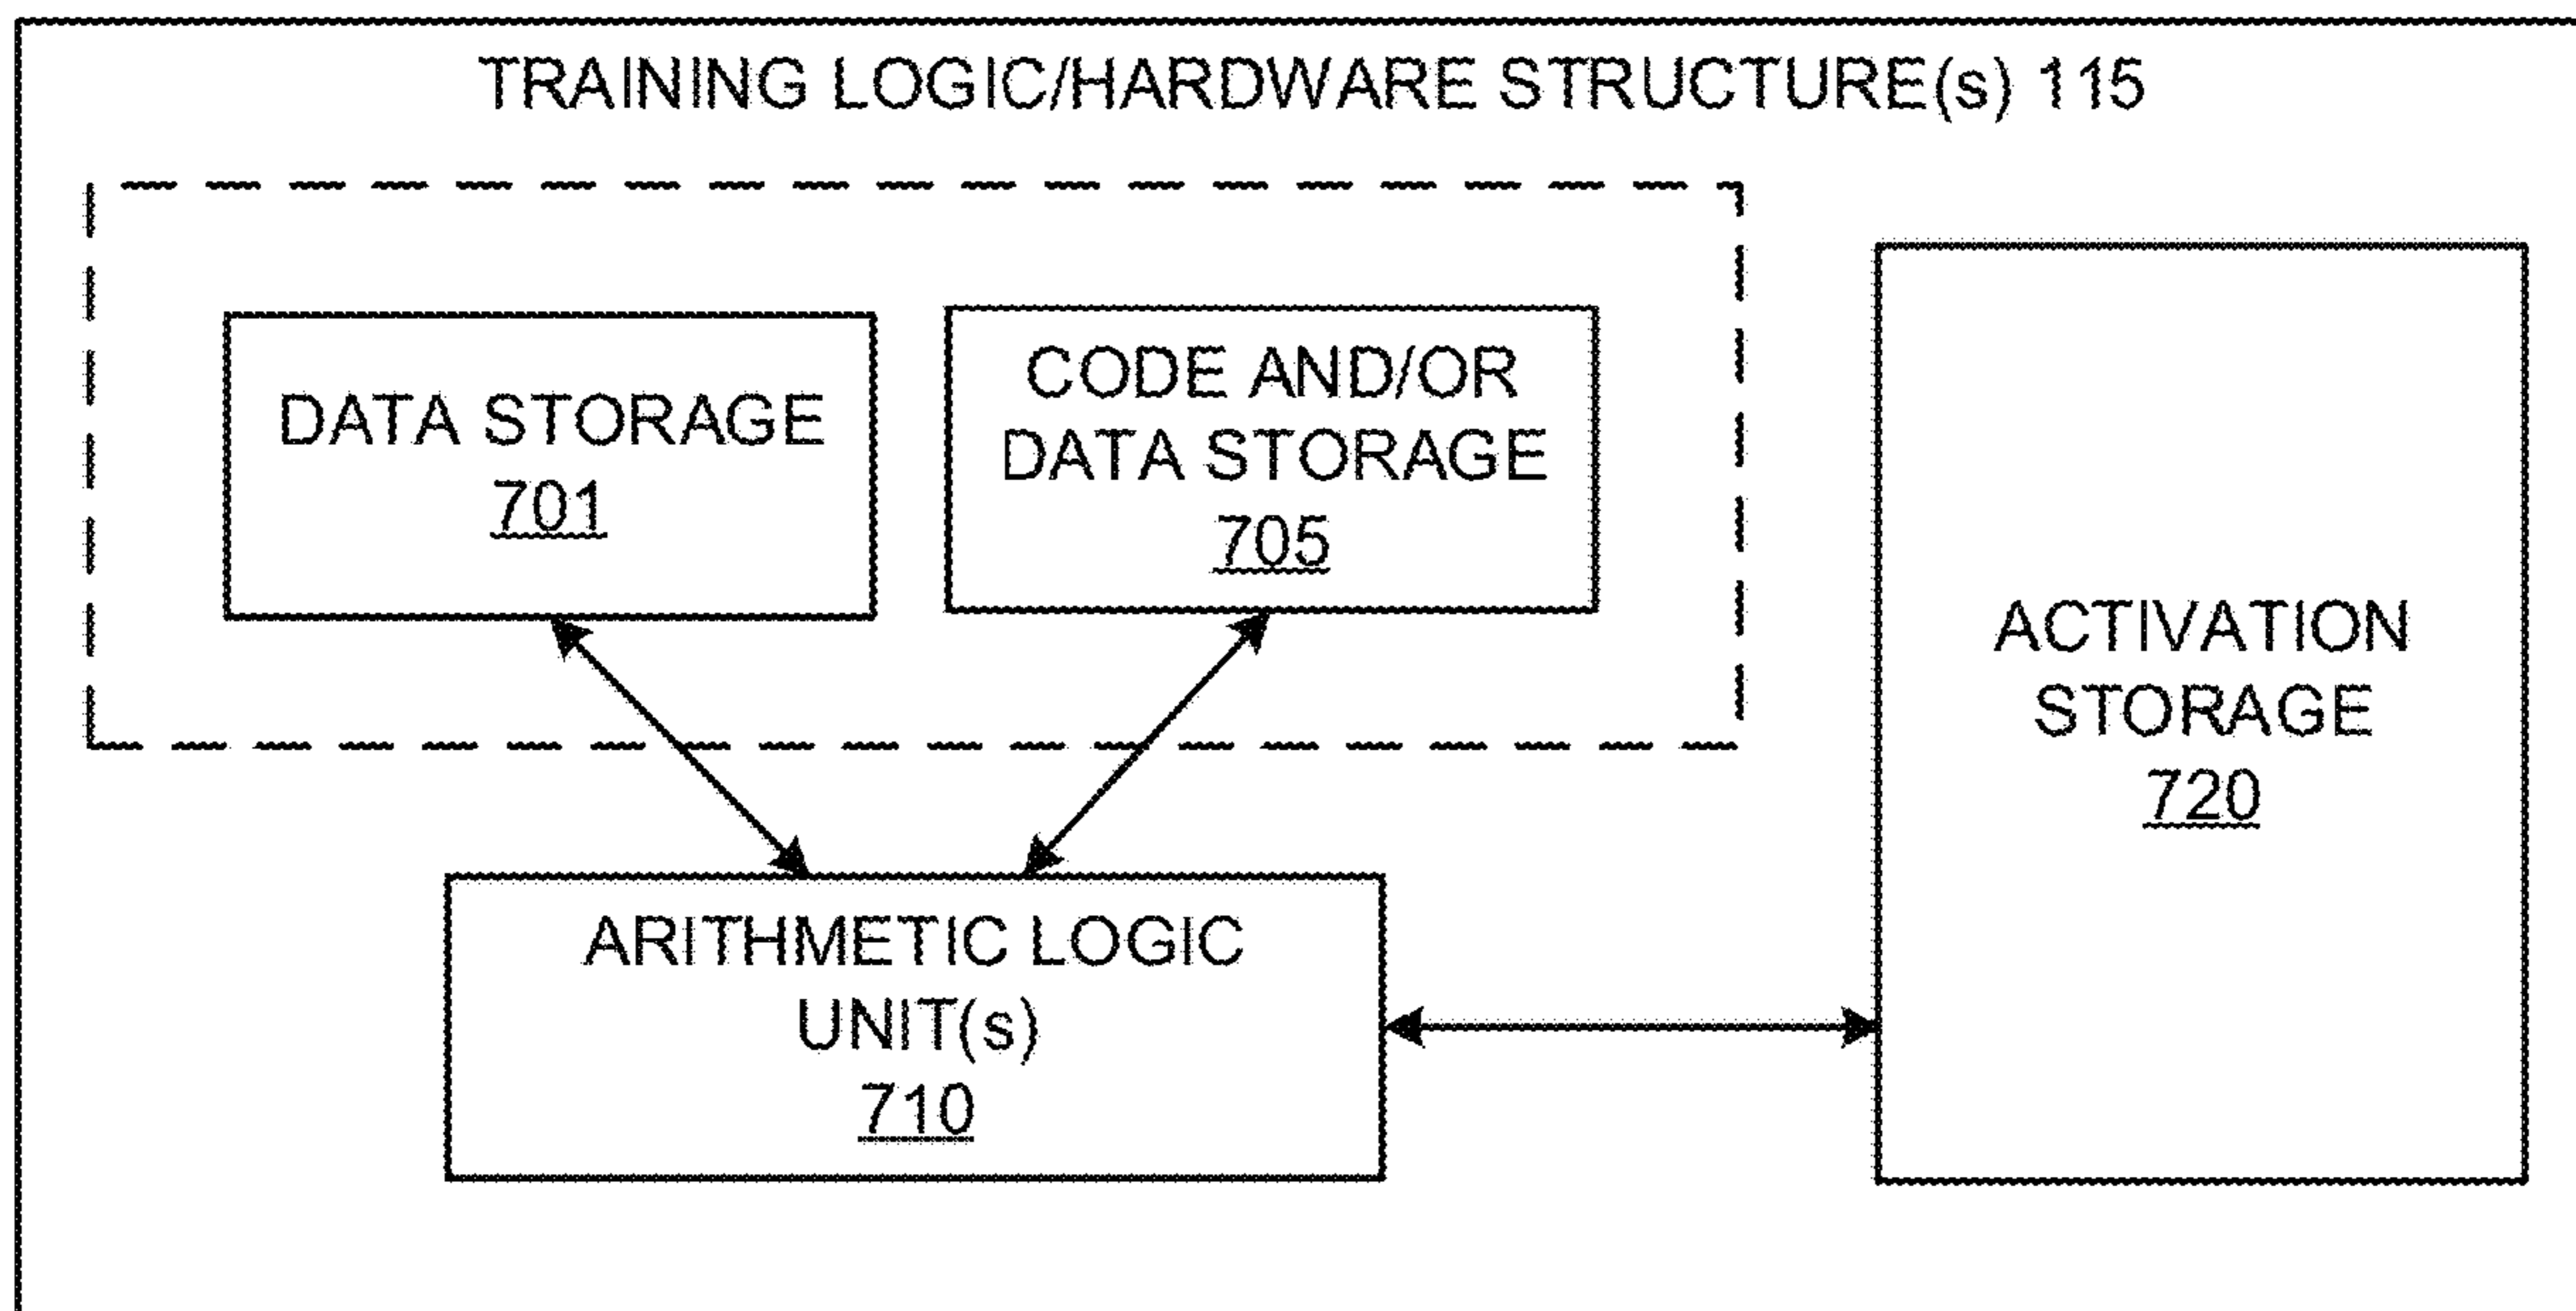 TRAINING LOGIC/HARDWARE STRUCTURE(s) 115
DATA STORAGE
701
CODE AND/OR
DATA STORAGE
705
ACTIVATION
STORAGE
720
ARITHMETIC LOGIC
UNIT(s)
710